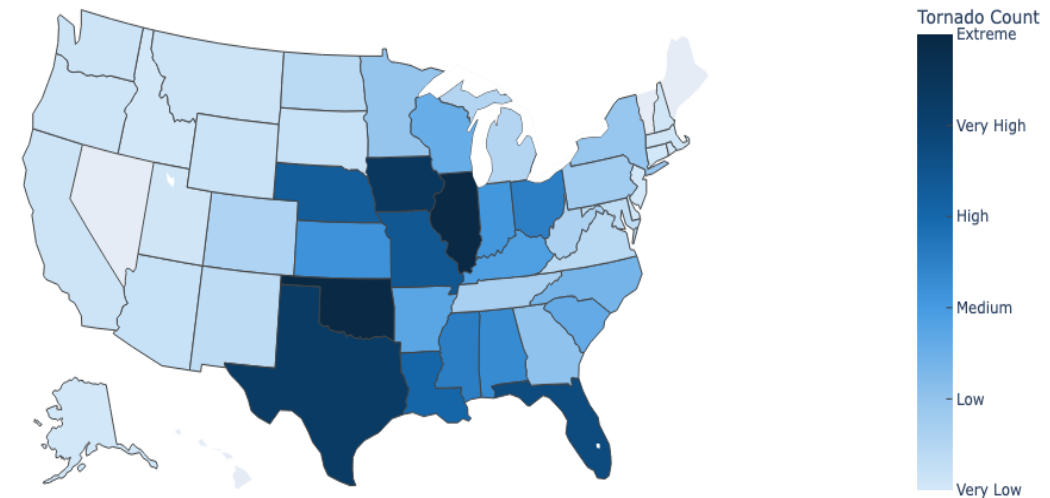 Tornado Count
Extreme
Very High
High
Medium
Low
Very Low